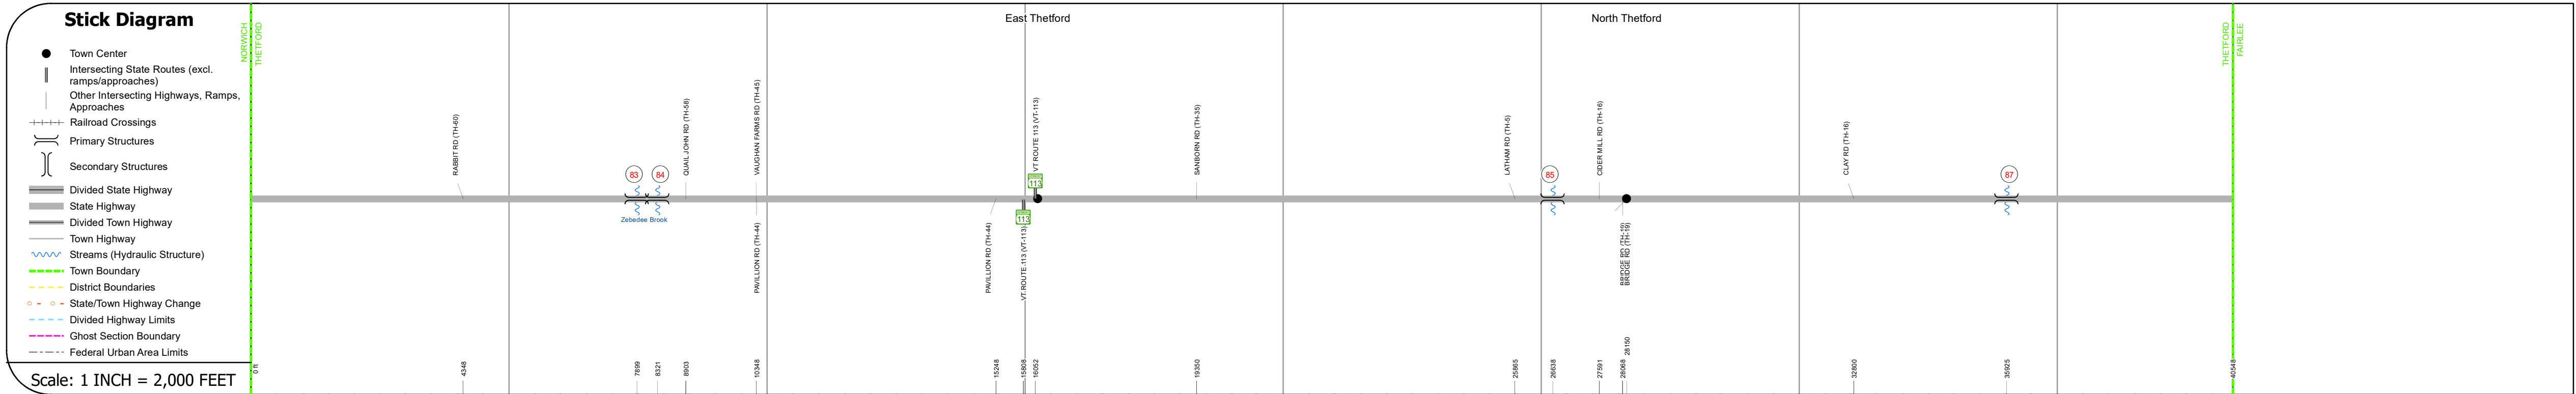 Stick Diagram
Town Center
Intersecting State Routes (excl.
ramps/approaches)
Other Intersecting Highways, Ramps,
Approaches
Railroad Crossings
Primary Structures
Secondary Structures
Divided State Highway
State Highway
Divided Town Highway
Town Highway
Streams (Hydraulic Structure)
Town Boundary
District Boundaries
State/Town Highway Change
Divided Highway Limits
Ghost Section Boundary
Federal Urban Area Limits
Scale: 1 INCH = 2,000 FEET
NORWICH
THETFORD
East Thetford
North Thetford
THETFORD
FAIRLEE
RABBIT RD (TH-60)
83
84
Zebedee Brook
QUAIL JOHN RD (TH-58)
VAUGHAN FARMS RD (TH-45)
PAVILLION RD (TH-44)
PAVILLION RD (TH-44)
VT ROUTE 113 (VT-113)
113
113
VT ROUTE 113 (VT-113)
SANBORN RD (TH-35)
LATHAM RD (TH-5)
85
CIDER MILL RD (TH-16)
BRIDGE RD (TH-19)
BRIDGE RD (TH-19)
CLAY RD (TH-16)
87
0 ft
4348
7899
8321
8903
10348
15248
15808
16052
19350
25865
26638
27591
28068
28150
32800
35925
40548